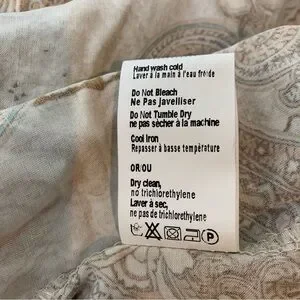 Hand wash cold
Laver à la main à l'eau froide
Do Not Bleach
Ne Pas Javelliser
Do Not Tumble Dry
ne pas sècher à la machine
Cool Iron
Repasser à basse température
OR/OU
Dry clean,
no trichlorethylene
Laver à sec,
ne pas de trichlorethylene
P